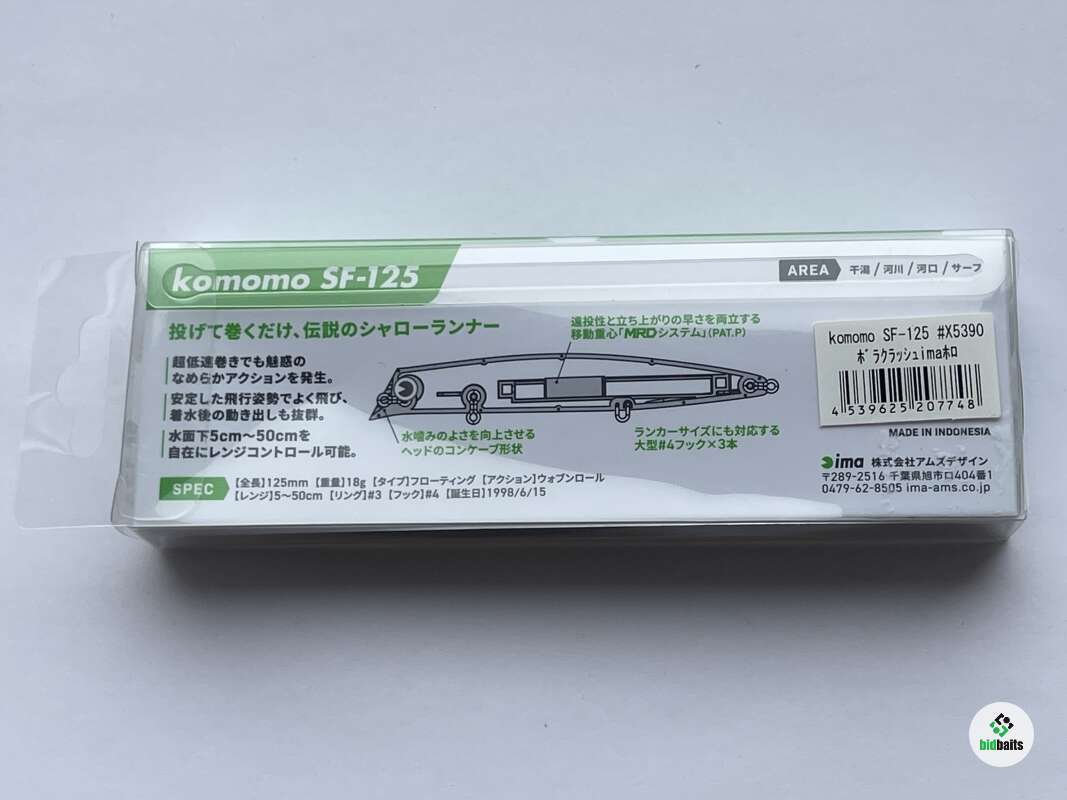 komomo SF-125
AREA 干潟 / 河川 / 河口 / サーフ
投げて巻くだけ、伝説のシャローランナー
超低速巻きでも魅惑の
なめらかアクションを発生。
安定した飛行姿勢でよく飛び、
着水後の動き出しも抜群。
水面下5cm〜50cmを
自在にレンジコントロール可能。
遠投性と立ち上がりの早さを両立する
移動重心「MRDシステム」(PAT.P)
水噛みのよさを向上させる
ヘッドのコンケーブ形状
ランカーサイズにも対応する
大型#4フック×3本
SPEC
【全長】125mm 【重量】18g 【タイプ】フローティング 【アクション】ウォブンロール
【レンジ】5〜50cm 【リング】#3 【フック】#4 【誕生日】1998/6/15
komomo SF-125 #X5390
ボラクラッシュimaホロ
4 539625 207748
MADE IN INDONESIA
ima 株式会社アムズデザイン
〒289-2516 千葉県旭市ロ404番1
0479-62-8505 ima-ams.co.jp
bidbaits